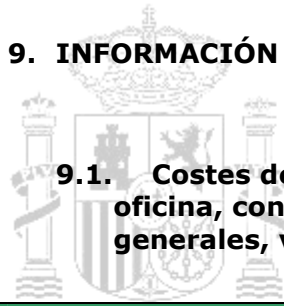 9. INFORMACIÓN
9.1. Costes de
oficina, con
generales, v